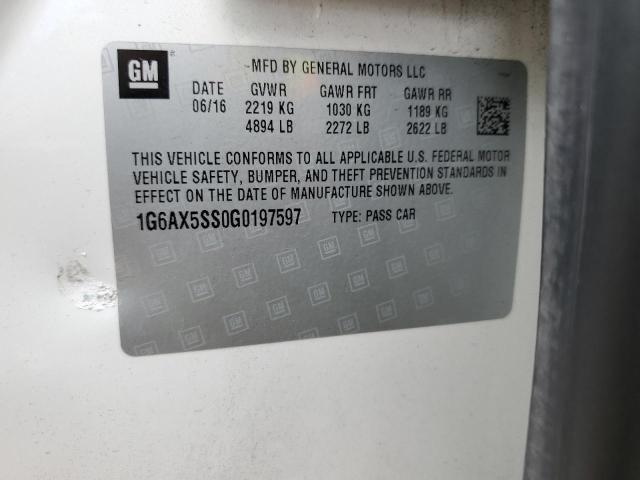 GM
MFD BY GENERAL MOTORS LLC
DATE GVWR GAWR FRT GAWR RR
06/16 2219 KG 1030 KG 1189 KG
4894 LB 2272 LB 2622 LB
THIS VEHICLE CONFORMS TO ALL APPLICABLE U.S. FEDERAL MOTOR
VEHICLE SAFETY, BUMPER, AND THEFT PREVENTION STANDARDS IN
EFFECT ON THE DATE OF MANUFACTURE SHOWN ABOVE.
1G6AX5SS0G0197597 TYPE: PASS CAR